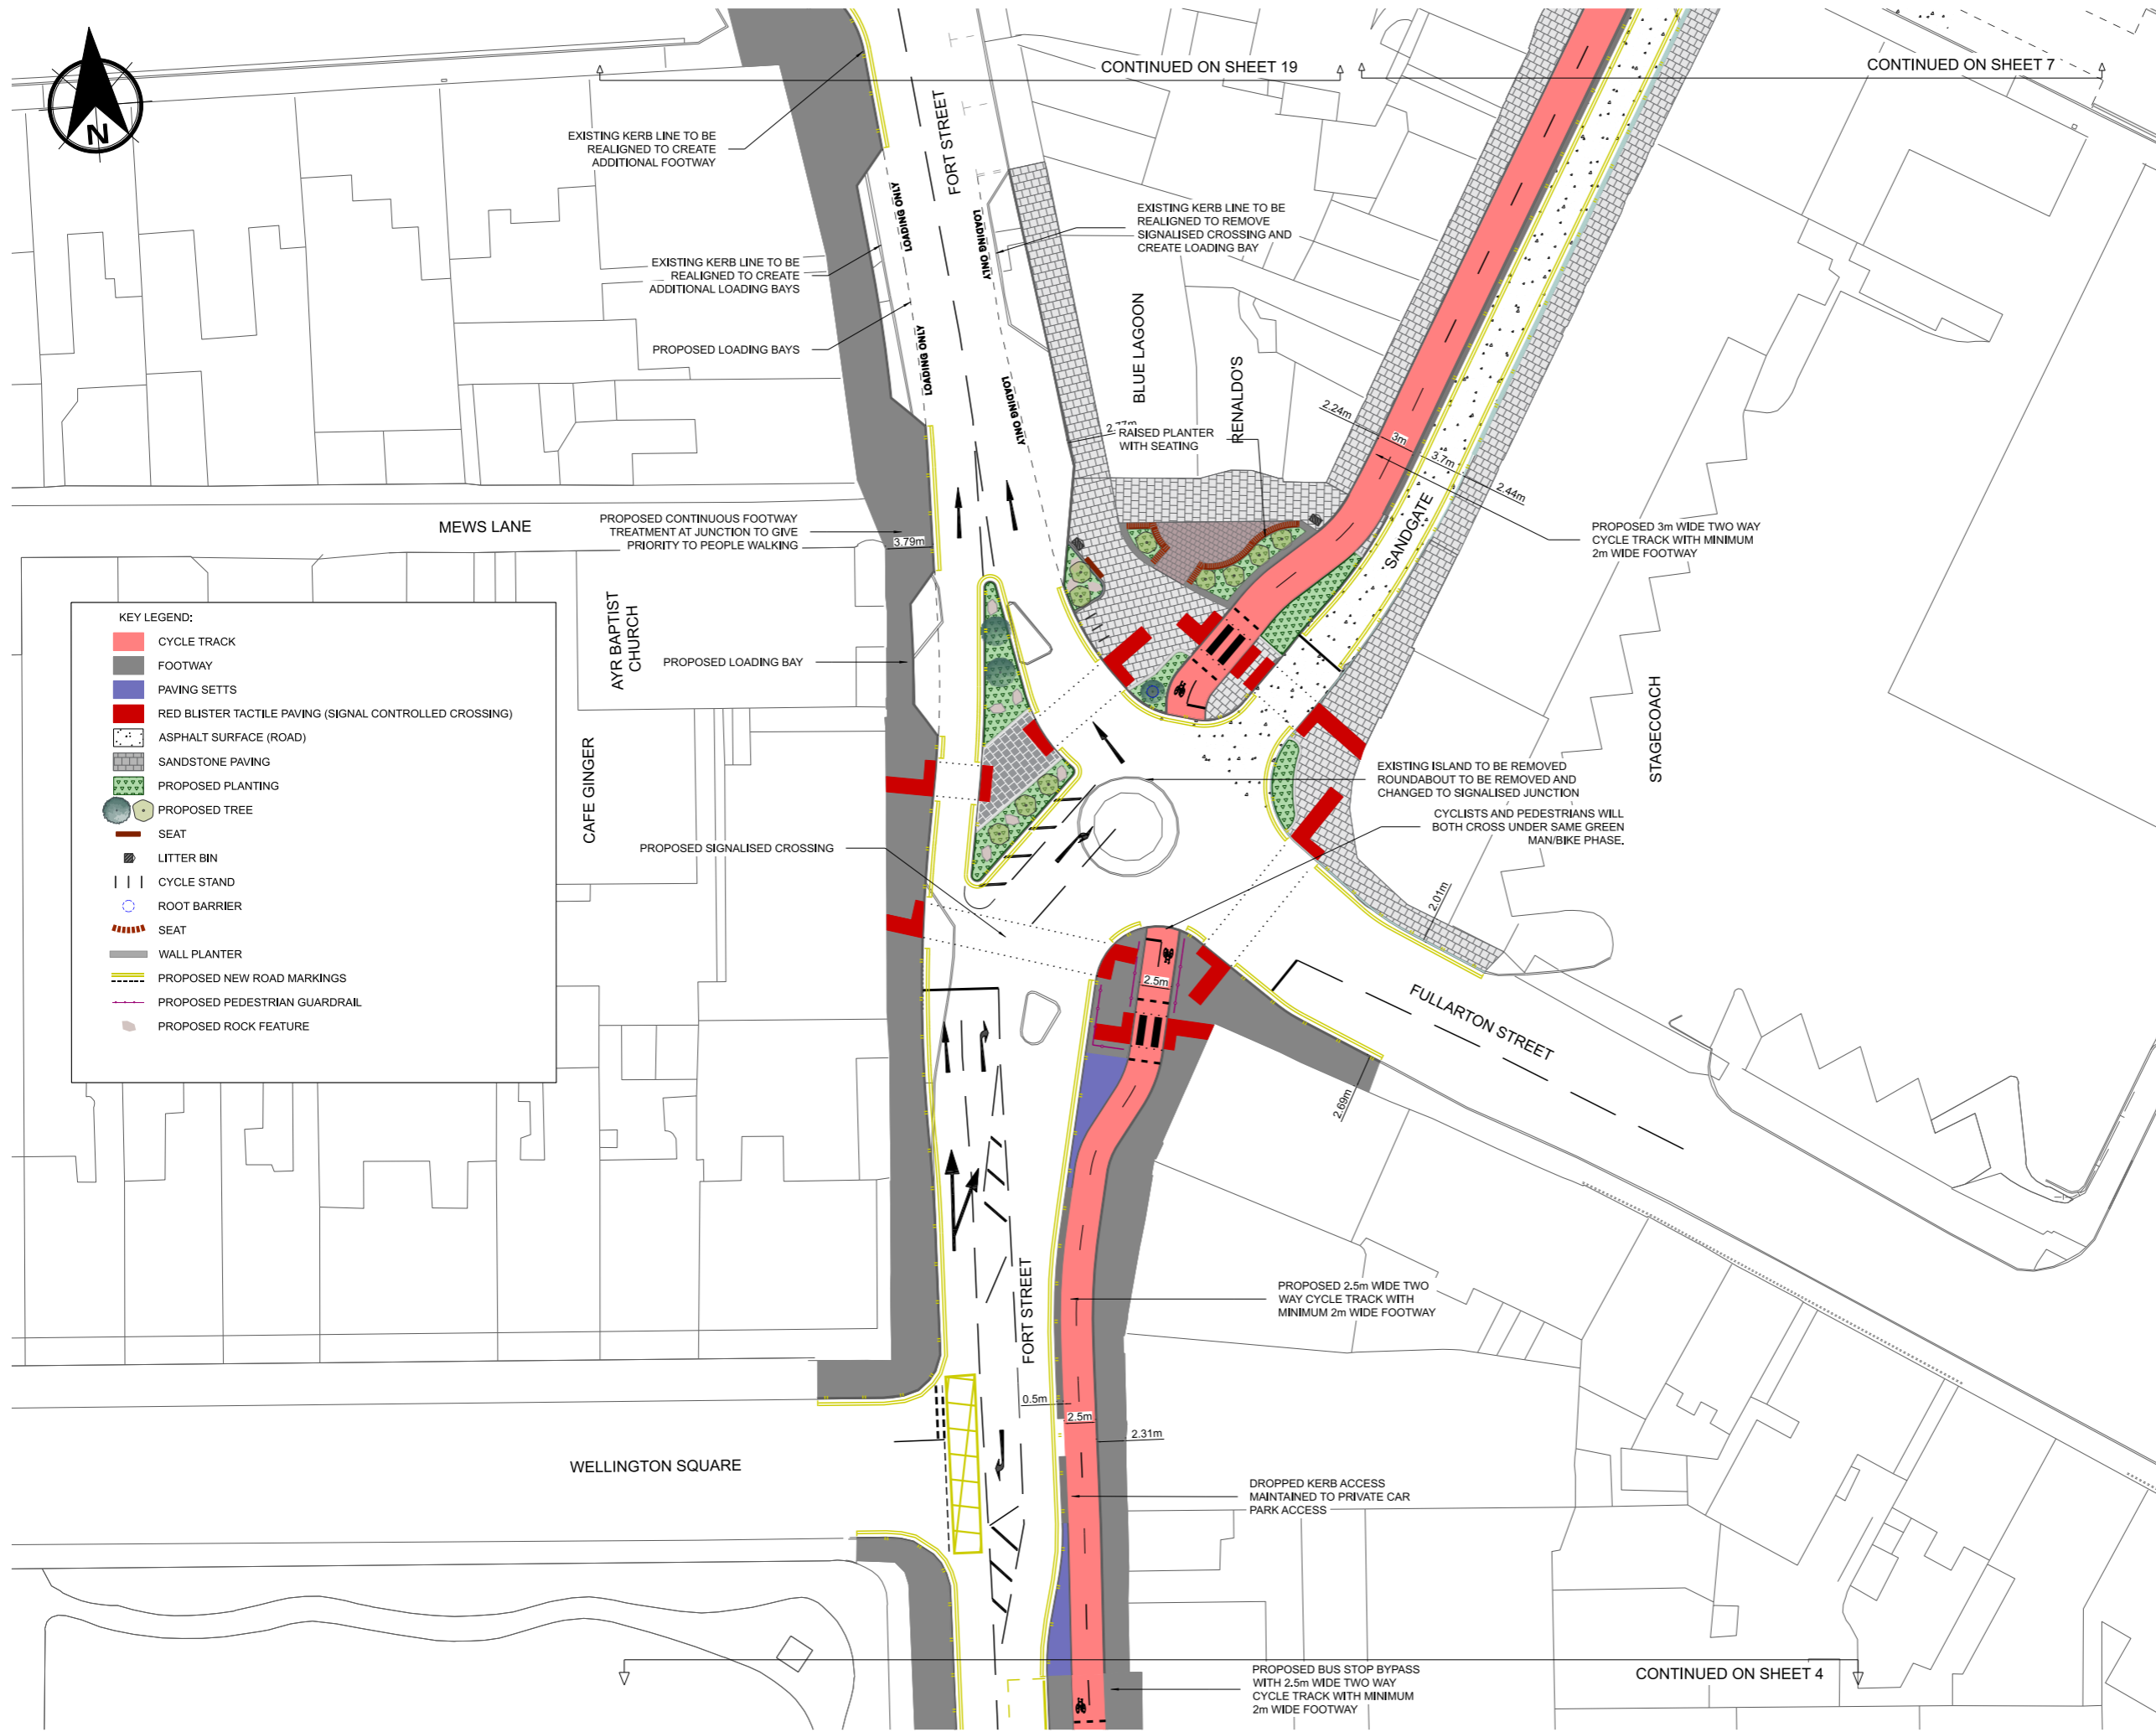 CONTINUED ON SHEET 19
CONTINUED ON SHEET 7
N
EXISTING KERB LINE TO BE
REALIGNED TO CREATE
ADDITIONAL FOOTWAY
FORT STREET
LOADING ONLY
LOADING ONLY
EXISTING KERB LINE TO BE
REALIGNED TO REMOVE
SIGNALISED CROSSING AND
CREATE LOADING BAY
EXISTING KERB LINE TO BE
REALIGNED TO CREATE
ADDITIONAL LOADING BAYS
PROPOSED LOADING BAYS
LOADING ONLY
LOADING ONLY
BLUE LAGOON
RENALDO'S
RAISED PLANTER
WITH SEATING
2.24m
3m
3.7m
2.44m
SANDGATE
MEWS LANE
PROPOSED CONTINUOUS FOOTWAY
TREATMENT AT JUNCTION TO GIVE
PRIORITY TO PEOPLE WALKING
3.79m
PROPOSED 3m WIDE TWO WAY
CYCLE TRACK WITH MINIMUM
2m WIDE FOOTWAY
KEY LEGEND:
CYCLE TRACK
FOOTWAY
PAVING SETTS
RED BLISTER TACTILE PAVING (SIGNAL CONTROLLED CROSSING)
ASPHALT SURFACE (ROAD)
SANDSTONE PAVING
PROPOSED PLANTING
PROPOSED TREE
SEAT
LITTER BIN
CYCLE STAND
ROOT BARRIER
SEAT
WALL PLANTER
PROPOSED NEW ROAD MARKINGS
PROPOSED PEDESTRIAN GUARDRAIL
PROPOSED ROCK FEATURE
AYR BAPTIST
CHURCH
PROPOSED LOADING BAY
CAFE GINGER
STAGECOACH
EXISTING ISLAND TO BE REMOVED
ROUNDABOUT TO BE REMOVED AND
CHANGED TO SIGNALISED JUNCTION
CYCLISTS AND PEDESTRIANS WILL
BOTH CROSS UNDER SAME GREEN
MAN/BIKE PHASE.
PROPOSED SIGNALISED CROSSING
2.01m
2.5m
FULLARTON STREET
2.69m
PROPOSED 2.5m WIDE TWO
WAY CYCLE TRACK WITH
MINIMUM 2m WIDE FOOTWAY
FORT STREET
0.5m
2.5m
2.31m
WELLINGTON SQUARE
DROPPED KERB ACCESS
MAINTAINED TO PRIVATE CAR
PARK ACCESS
PROPOSED BUS STOP BYPASS
WITH 2.5m WIDE TWO WAY
CYCLE TRACK WITH MINIMUM
2m WIDE FOOTWAY
CONTINUED ON SHEET 4